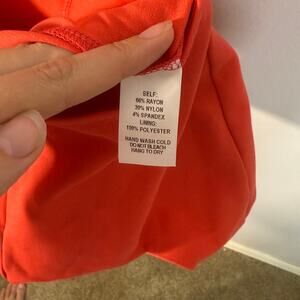 SELF:
66% RAYON
30% NYLON
4% SPANDEX
LINING:
100% POLYESTER
HAND WASH COLD
DO NOT BLEACH
HANG TO DRY